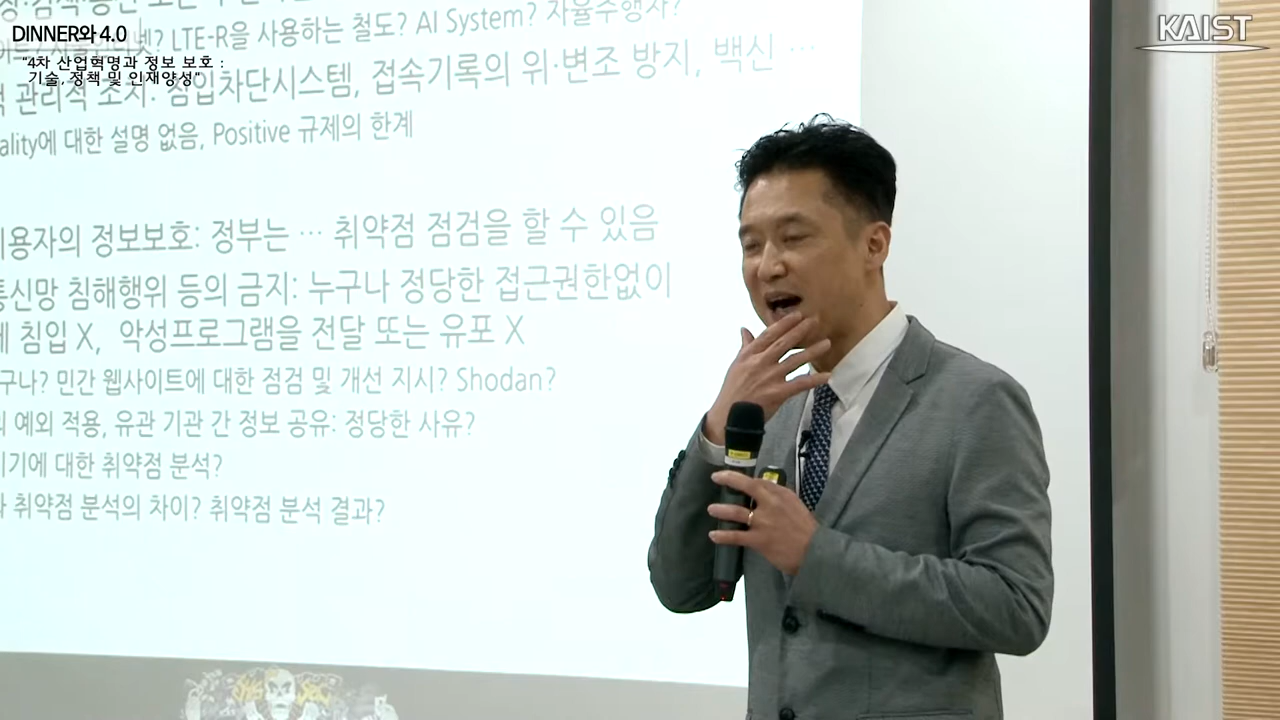 DINNER와 4.0
"4차 산업혁명과 정보 보호 :
기술, 정책 및 인재양성"
KAIST
LTE-R을 사용하는 철도? AI System? 자율주행차?
관리적 조치: 침입차단시스템, 접속기록의 위·변조 방지, 백신 …
ality에 대한 설명 없음, Positive 규제의 한계
이용자의 정보보호: 정부는 … 취약점 점검을 할 수 있음
통신망 침해행위 등의 금지: 누구나 정당한 접근권한없이
에 침입 X, 악성프로그램을 전달 또는 유포 X
구나? 민간 웹사이트에 대한 점검 및 개선 지시? Shodan?
의 예외 적용, 유관 기관 간 정보 공유: 정당한 사유?
기기에 대한 취약점 분석?
취약점 분석의 차이? 취약점 분석 결과?